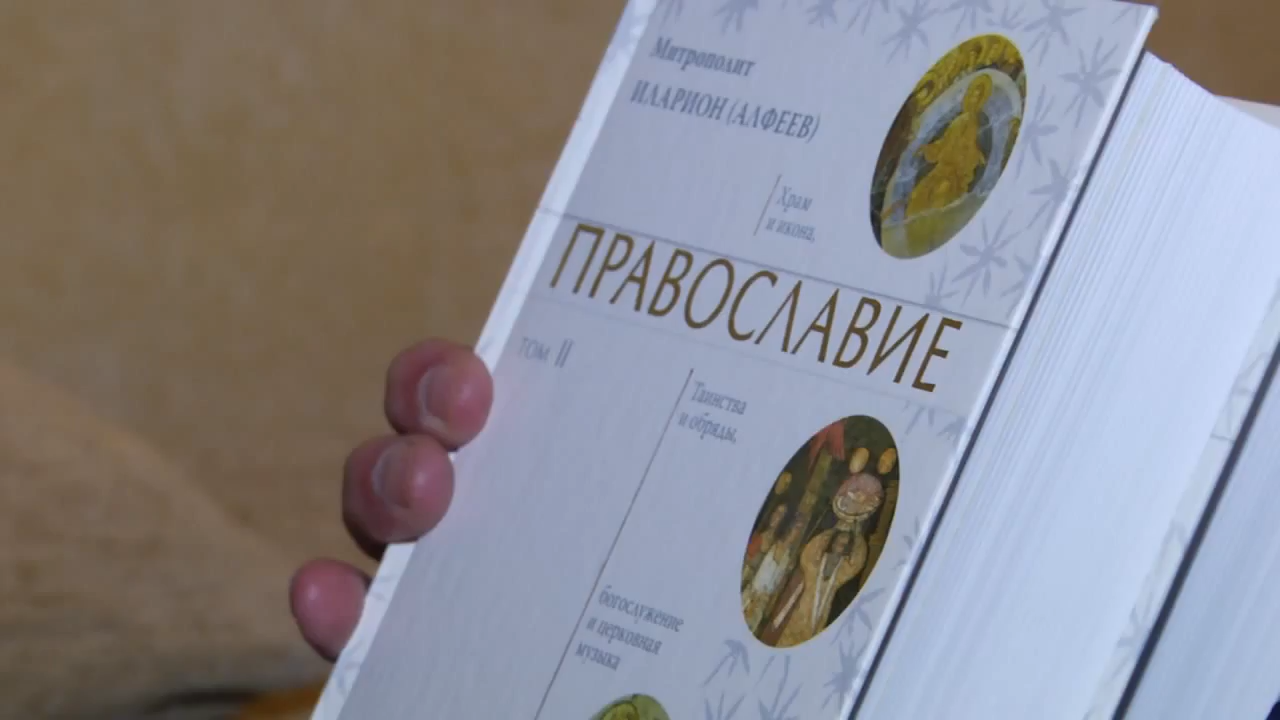 Митрополит
ИЛАРИОН (АЛФЕЕВ)
Храм
и икона,
ПРАВОСЛАВИЕ
ТОМ II
Таинства
и обряды,
богослужение
и церковная
музыка